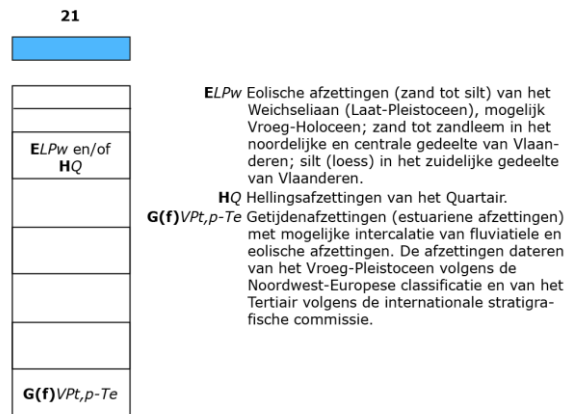 21
ELPw en/of
HQ
G(f)VPt,p-Te
ELPw Eolische afzettingen (zand tot silt) van het
Weichseliaan (Laat-Pleistoceen), mogelijk
Vroeg-Holoceen; zand tot zandleem in het
noordelijke en centrale gedeelte van Vlaan-
deren; silt (loess) in het zuidelijke gedeelte
van Vlaanderen.
HQ Hellingsafzettingen van het Quartair.
G(f)VPt,p-Te Getijdenafzettingen (estuariene afzettingen)
met mogelijke intercalatie van fluviatiele en
eolische afzettingen. De afzettingen dateren
van het Vroeg-Pleistoceen volgens de
Noordwest-Europese classificatie en van het
Tertiair volgens de internationale stratigra-
fische commissie.